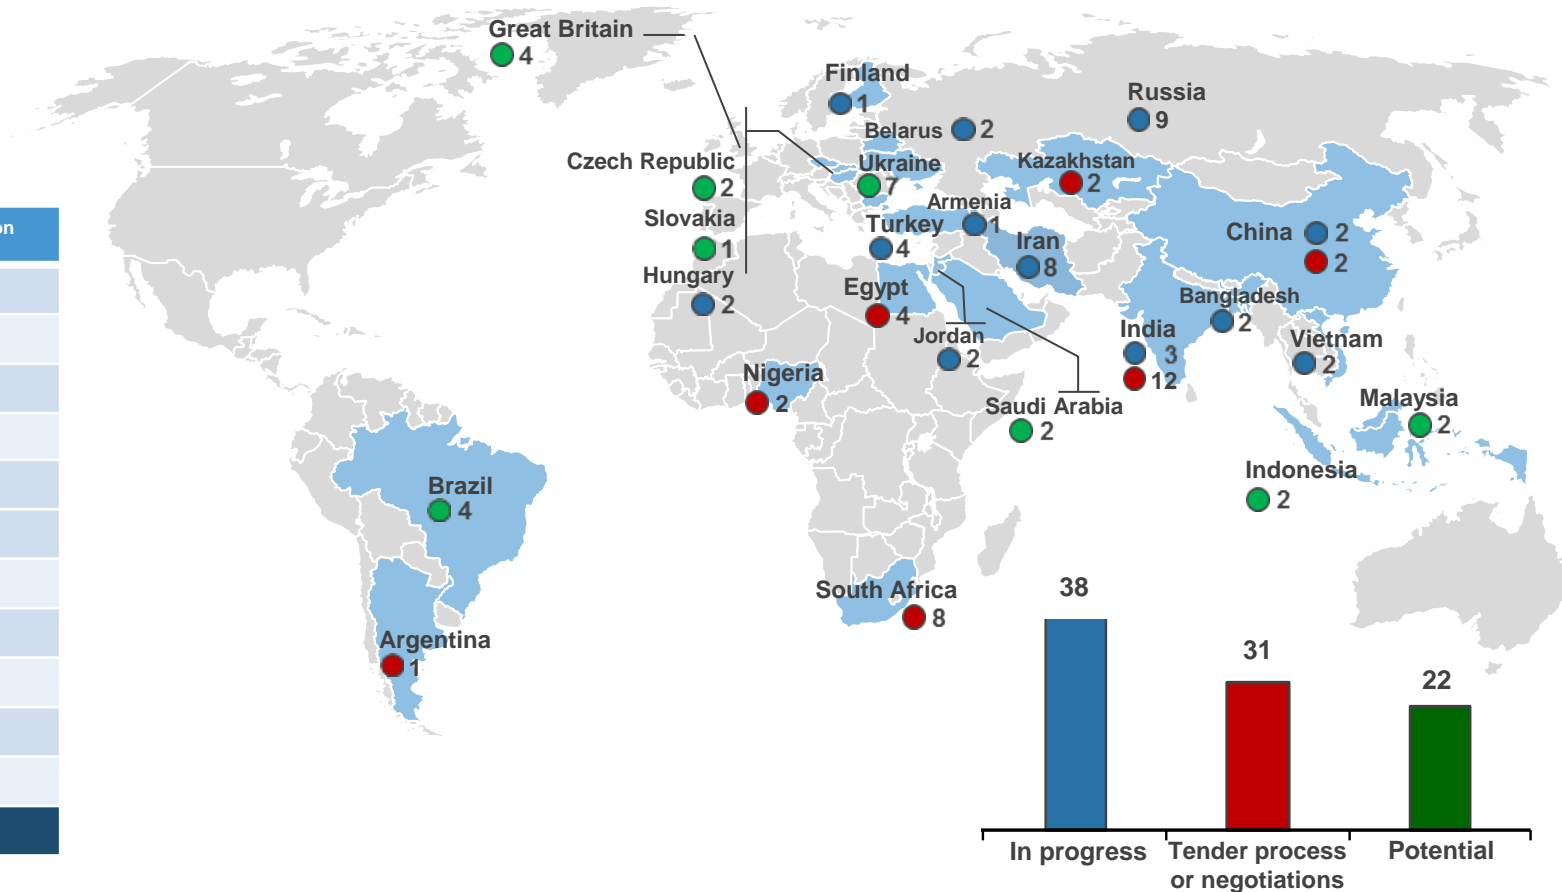 Great Britain
4
Finland
1
Russia
9
Belarus 2
Czech Republic
2
Ukraine
7
Kazakhstan
2
Slovakia
1
Armenia
1
Turkey
4
Iran
8
China 2
2
on
Hungary
2
Egypt
4
Bangladesh
2
Jordan
2
India
3
12
Vietnam
2
Nigeria
2
Saudi Arabia
2
Malaysia
2
Brazil
4
Indonesia
2
South Africa
8
Argentina
1
38
31
22
In progress
Tender process
or negotiations
Potential